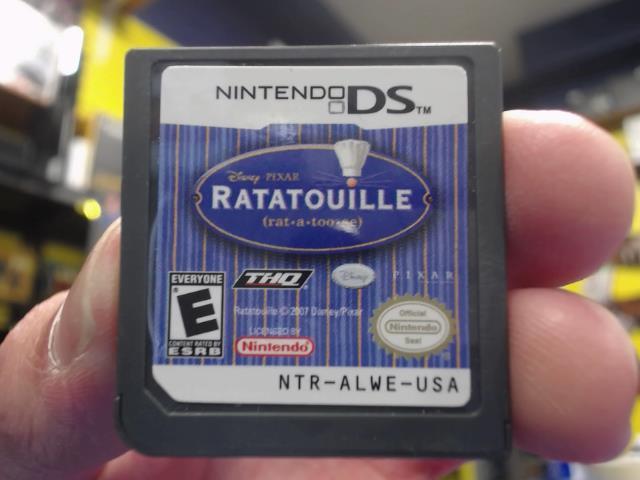 NINTENDO DS™
Disney · PIXAR
RATATOUILLE
(rat•a•too•ee)
EVERYONE
E
CONTENT RATED BY
ESRB
THQ
Disney
PIXAR
Ratatouille © 2007 Disney/Pixar
LICENSED BY
Nintendo
Official
Nintendo
Seal
NTR-ALWE-USA